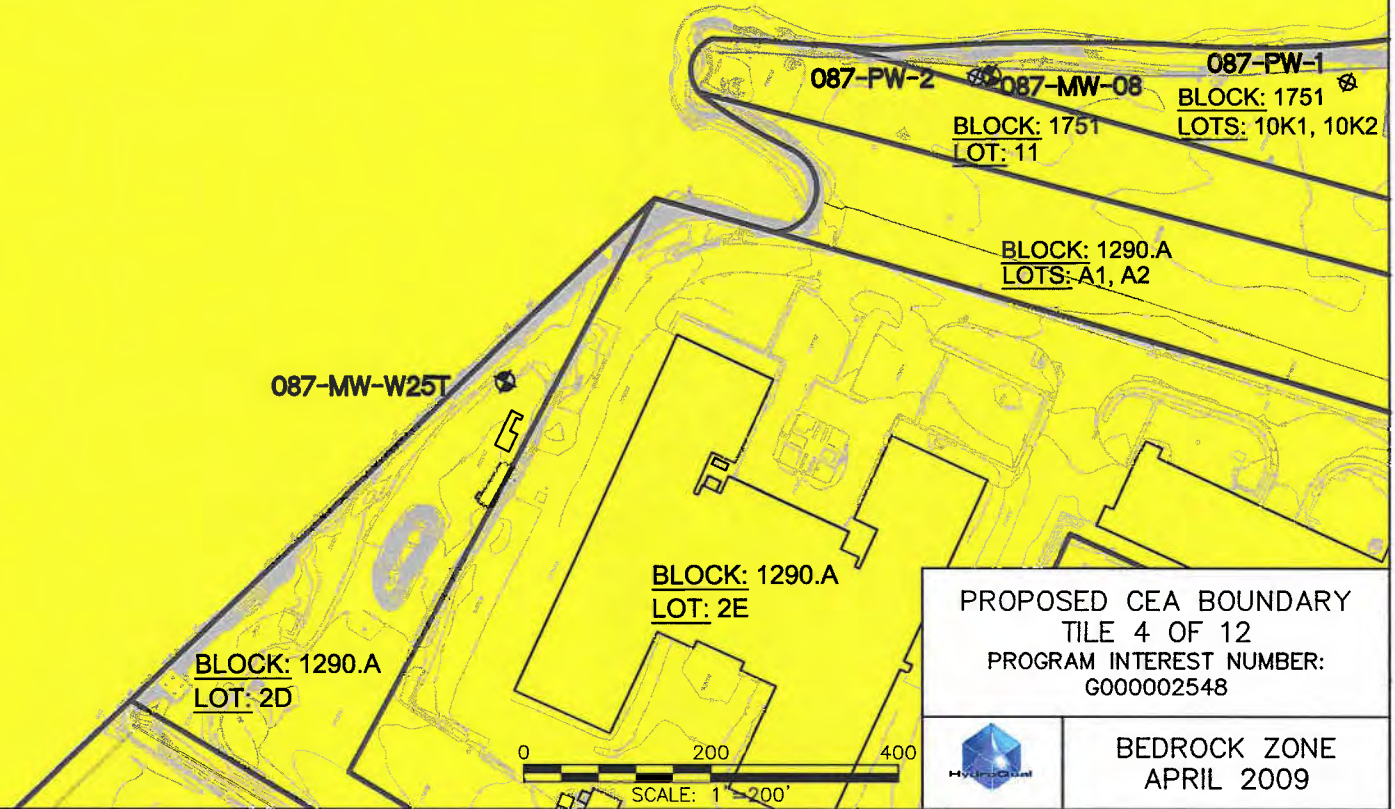 087-PW-2
087-MW-08
087-PW-1
BLOCK: 1751
LOTS: 10K1, 10K2
BLOCK: 1751
LOT: 11
BLOCK: 1290.A
LOTS: A1, A2
087-MW-W25T
BLOCK: 1290.A
LOT: 2E
BLOCK: 1290.A
LOT: 2D
0 200 400
SCALE: 1"=200'
PROPOSED CEA BOUNDARY
TILE 4 OF 12
PROGRAM INTEREST NUMBER:
G000002548
HydroQual
BEDROCK ZONE
APRIL 2009